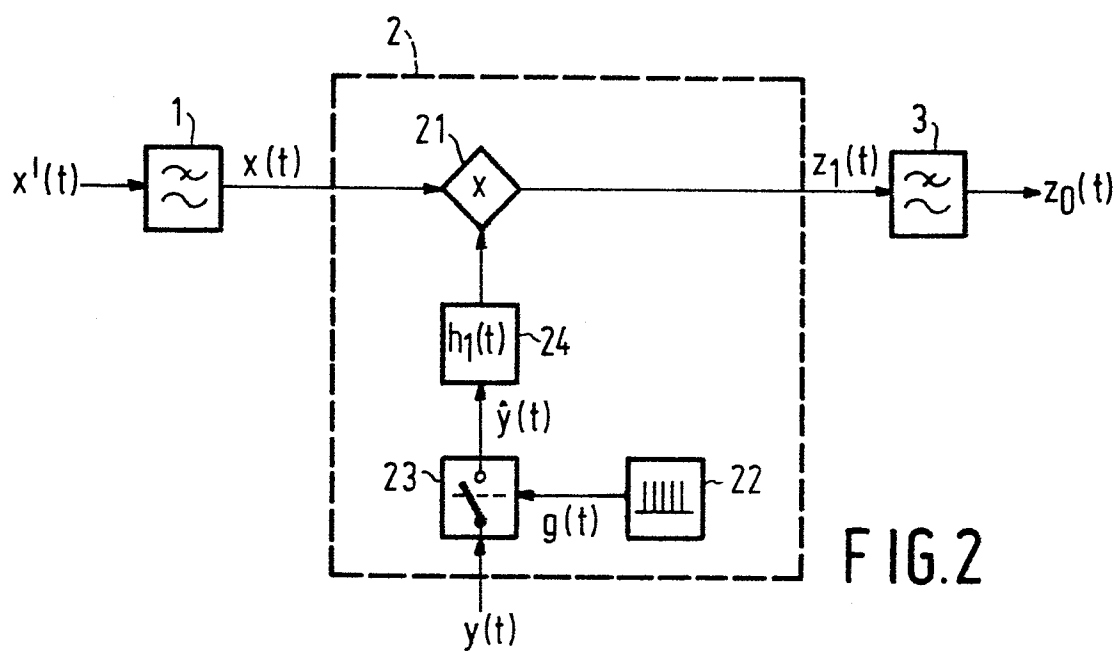 2
1
21
3
x'(t)
x(t)
x
z₁(t)
z₀(t)
h₁(t)
24
ŷ(t)
23
22
g(t)
FIG.2
y(t)